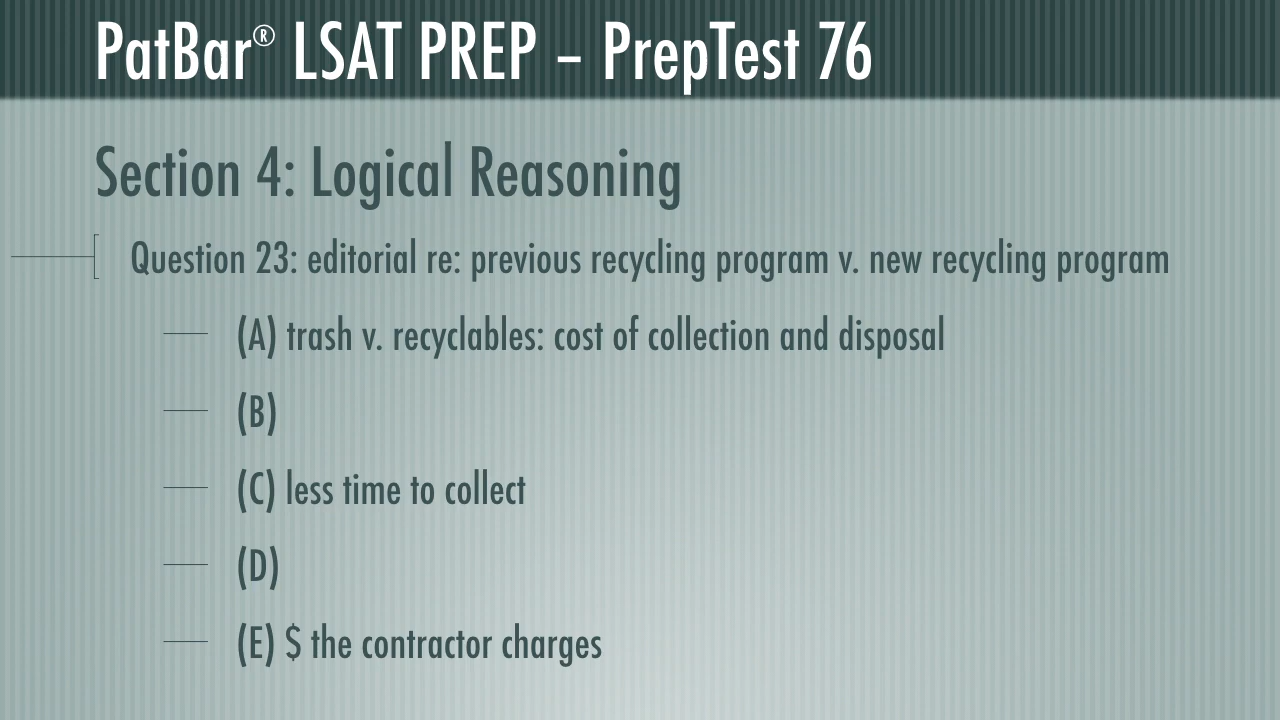 PatBar® LSAT PREP – PrepTest 76
Section 4: Logical Reasoning
Question 23: editorial re: previous recycling program v. new recycling program
(A) trash v. recyclables: cost of collection and disposal
(B)
(C) less time to collect
(D)
(E) $ the contractor charges